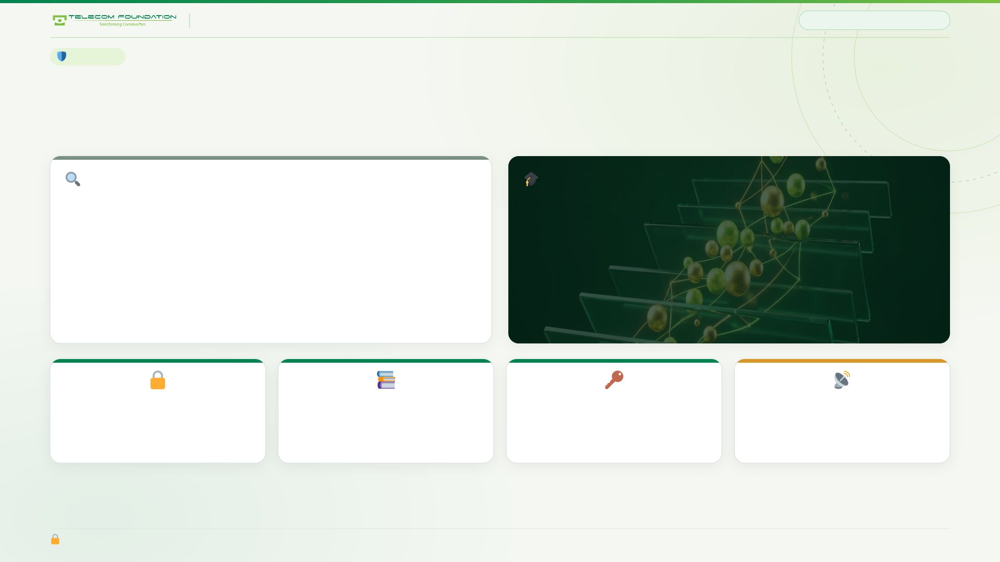 TELECOM FOUNDATION
Transforming Communities